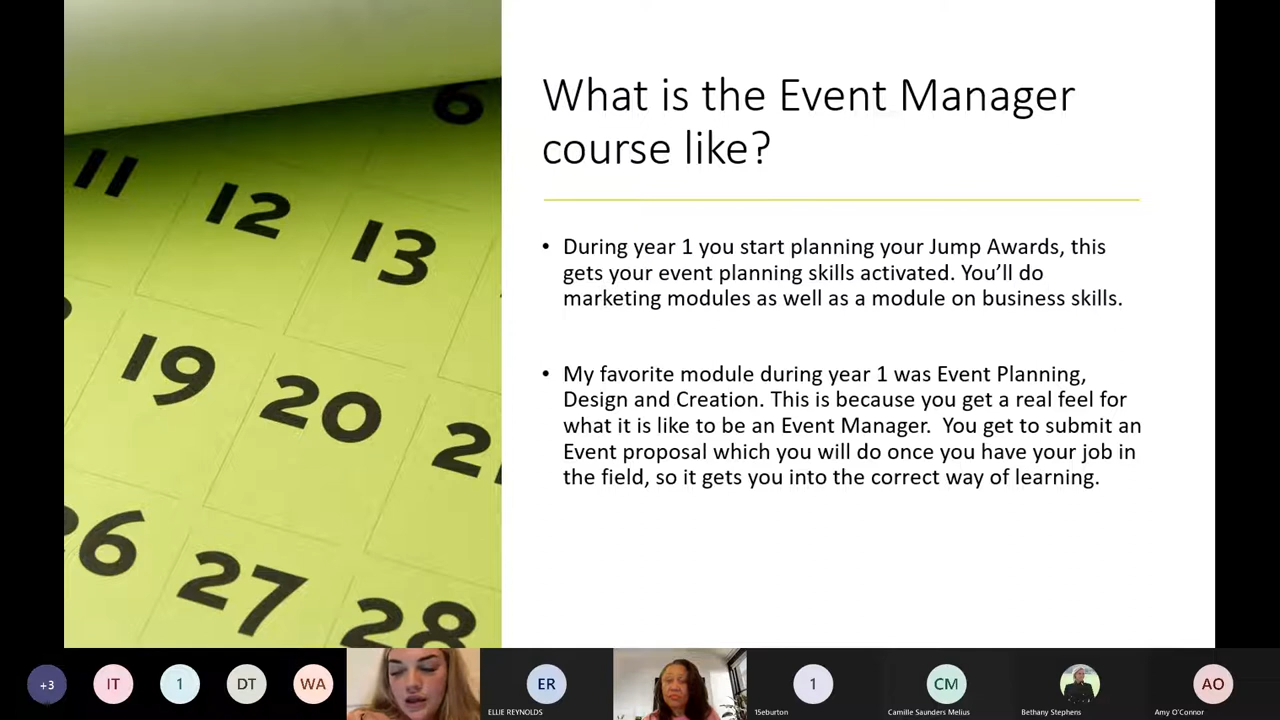 What is the Event Manager
course like?
• During year 1 you start planning your Jump Awards, this
gets your event planning skills activated. You’ll do
marketing modules as well as a module on business skills.
• My favorite module during year 1 was Event Planning,
Design and Creation. This is because you get a real feel for
what it is like to be an Event Manager.  You get to submit an
Event proposal which you will do once you have your job in
the field, so it gets you into the correct way of learning.
6
11 12 13
19 20 21
26 27 28
+3 IT 1 DT WA ER 1 CM AO
ELLIE REYNOLDS 15eburton Camille Saunders Melius Bethany Stephens Amy O'Connor